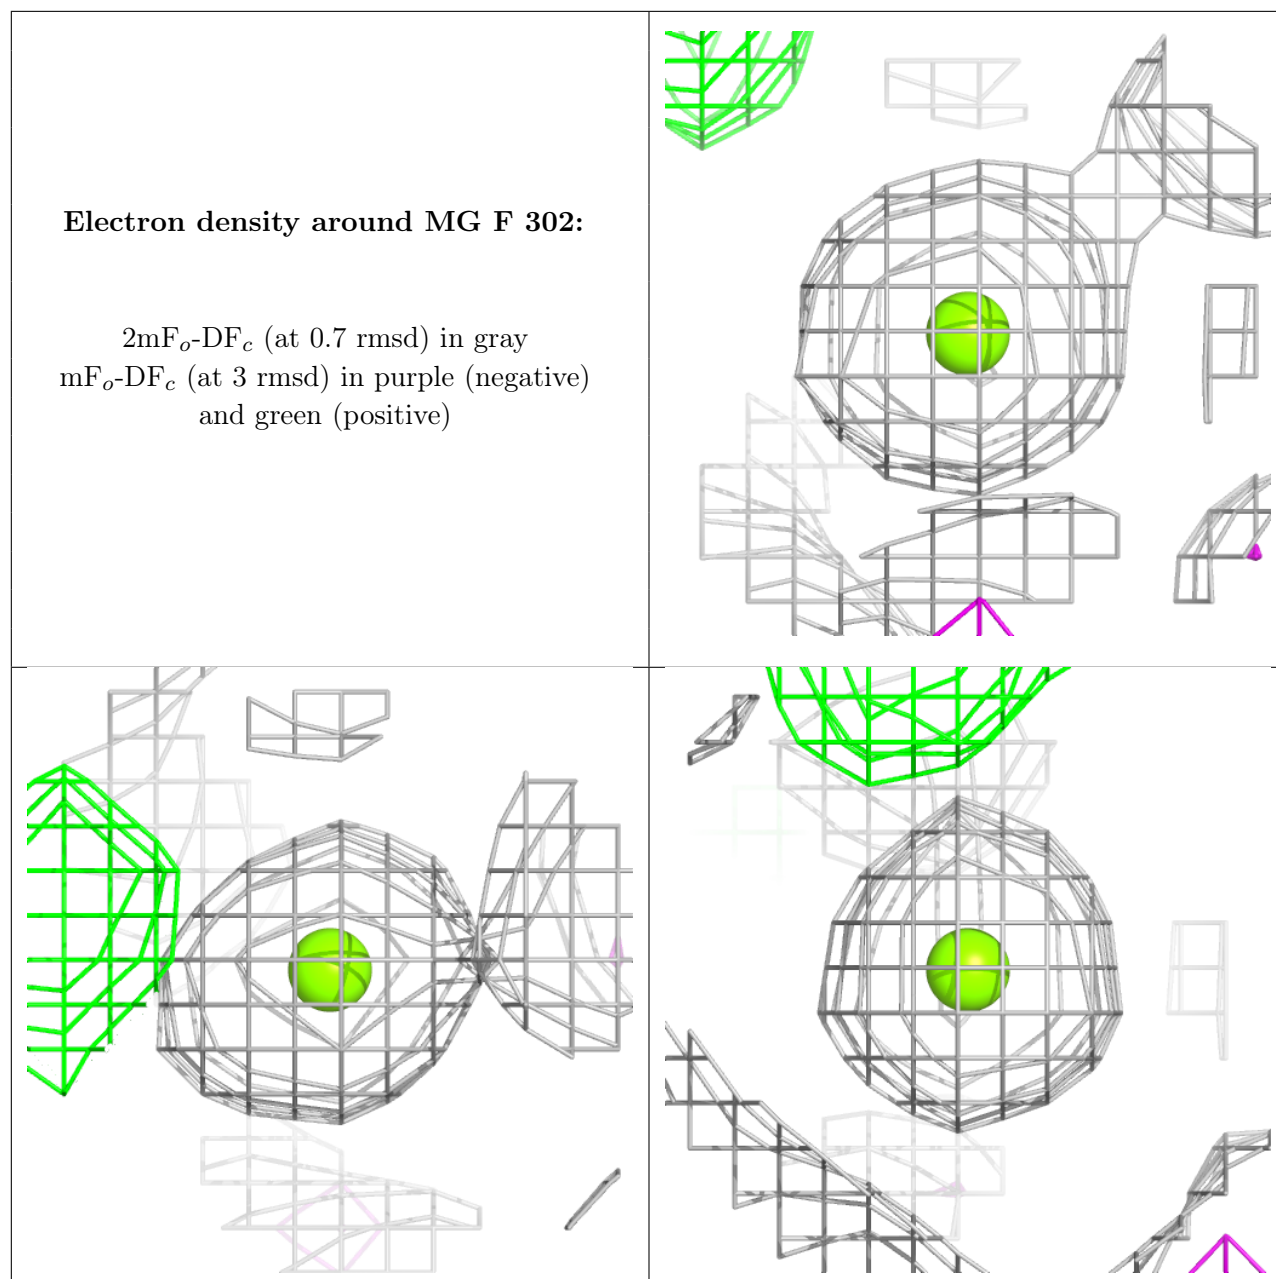 Electron density around MG F 302:
2mFo-DFc (at 0.7 rmsd) in gray
mFo-DFc (at 3 rmsd) in purple (negative)
and green (positive)